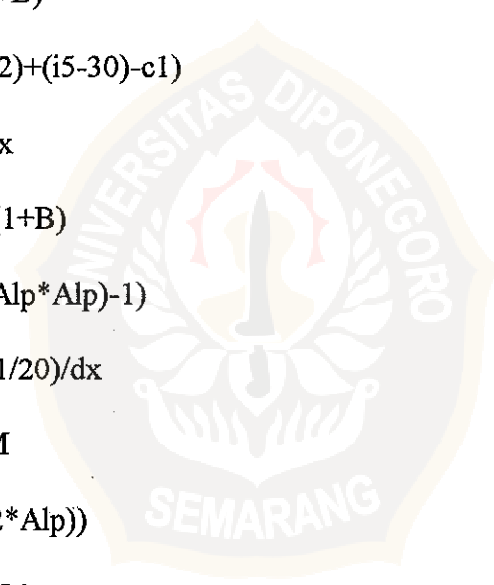 2)+(i5-30)-c1)
x
1+B)
Alp*Alp)-1)
1/20)/dx
*Alp))
UNIVERSITAS DIPONEGORO
SEMARANG